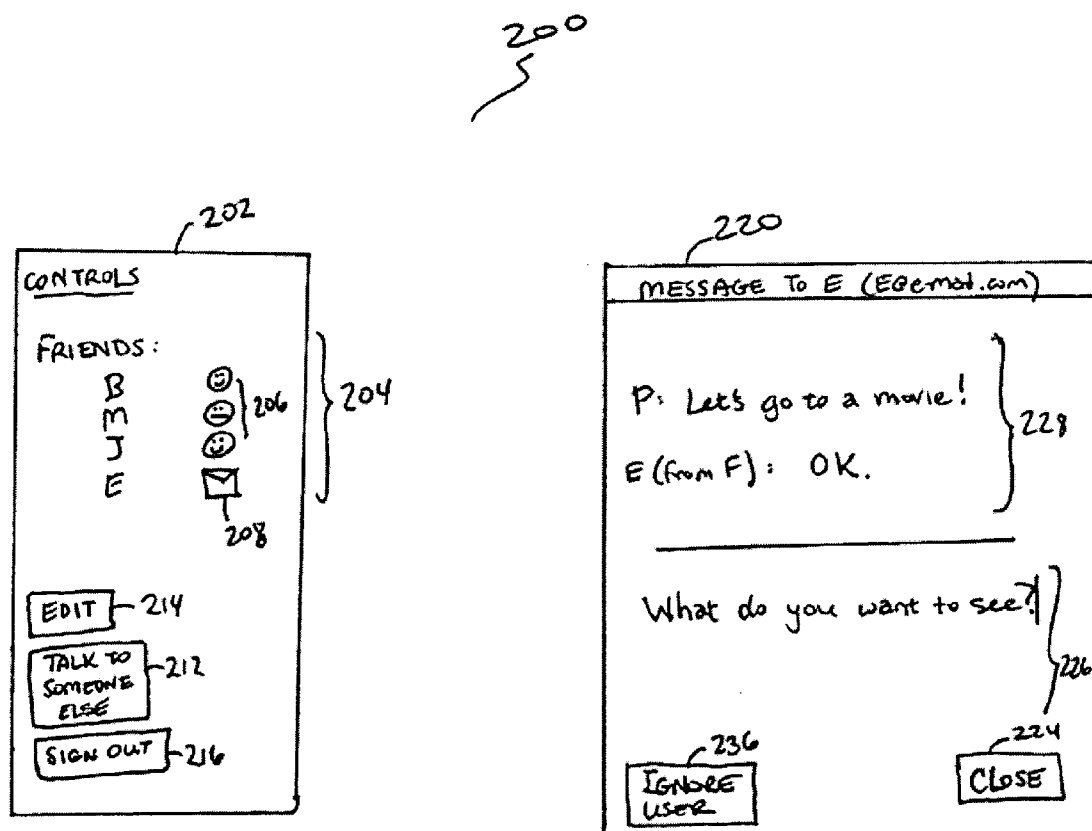 200
202
CONTROLS
FRIENDS:
B
M
J
E
206
204
208
EDIT
214
TALK TO
SOMEONE
ELSE
212
SIGN OUT
216
220
MESSAGE TO E (E@email.com)
P: Let's go to a movie!
E (from F): OK.
228
What do you want to see?
226
236
IGNORE
USER
224
CLOSE